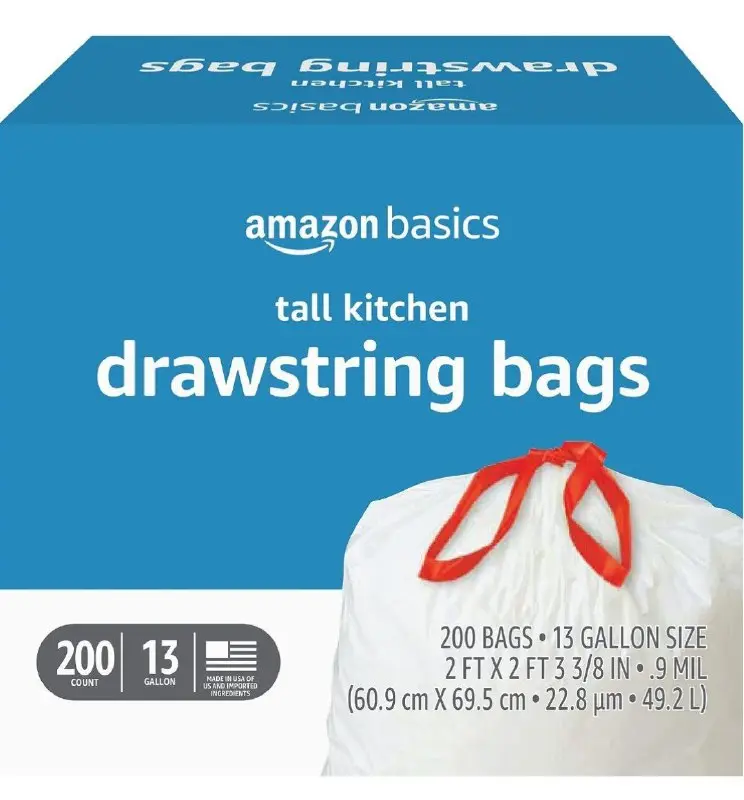 drawstring bags
tall kitchen
amazon basics
amazon basics
tall kitchen
drawstring bags
200
COUNT
13
GALLON
MADE IN USA OF
US AND IMPORTED
INGREDIENTS
200 BAGS • 13 GALLON SIZE
2 FT X 2 FT 3 3/8 IN • .9 MIL
(60.9 cm X 69.5 cm • 22.8 µm • 49.2 L)